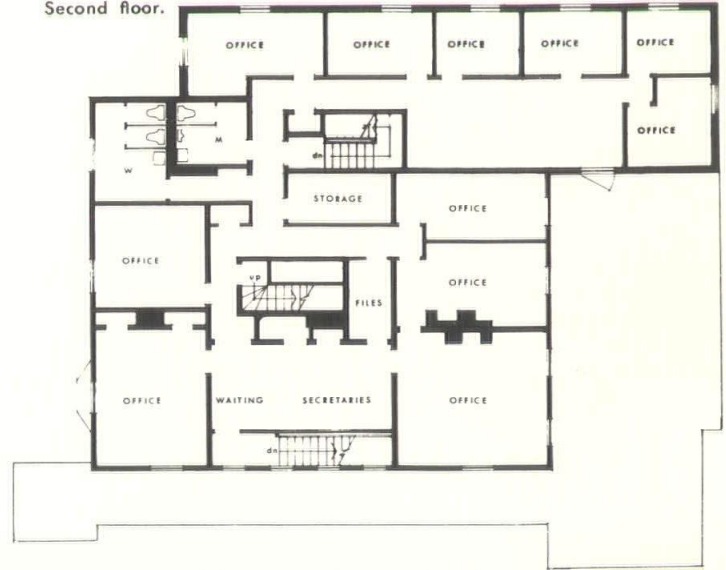 Second floor.
OFFICE OFFICE OFFICE OFFICE OFFICE
OFFICE
M
dn
W
STORAGE
OFFICE
OFFICE
up
OFFICE
FILES
OFFICE
WAITING
SECRETARIES
OFFICE
dn